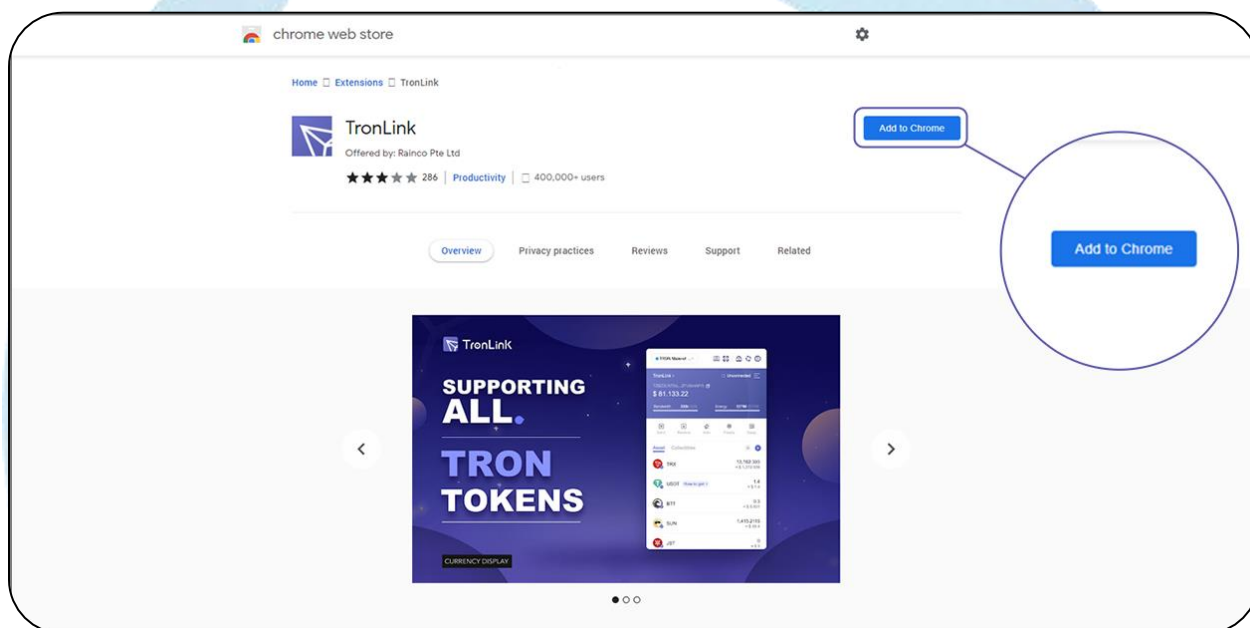 chrome web store
Home Extensions TronLink
TronLink
Add to Chrome
Offered by: Rainco Pte Ltd
286 Productivity 400,000+ users
Add to Chrome
Overview Privacy practices Reviews Support Related
TronLink
SUPPORTING
ALL.
TRON
TOKENS
CURRENCY DISPLAY
$ 81.133.22
TRX
USDT
BTT
SUN
JST